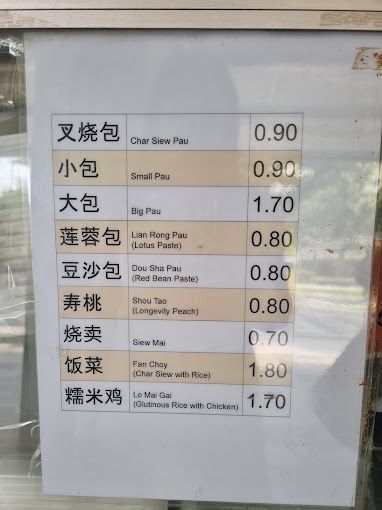 叉烧包 Char Siew Pau 0.90
小包 Small Pau 0.90
大包 Big Pau 1.70
莲蓉包 Lian Rong Pau (Lotus Paste) 0.80
豆沙包 Dou Sha Pau (Red Bean Paste) 0.80
寿桃 Shou Tao (Longevity Peach) 0.80
烧卖 Siew Mai 0.70
饭菜 Fan Choy (Char Siew with Rice) 1.80
糯米鸡 Lo Mai Gai (Glutinous Rice with Chicken) 1.70